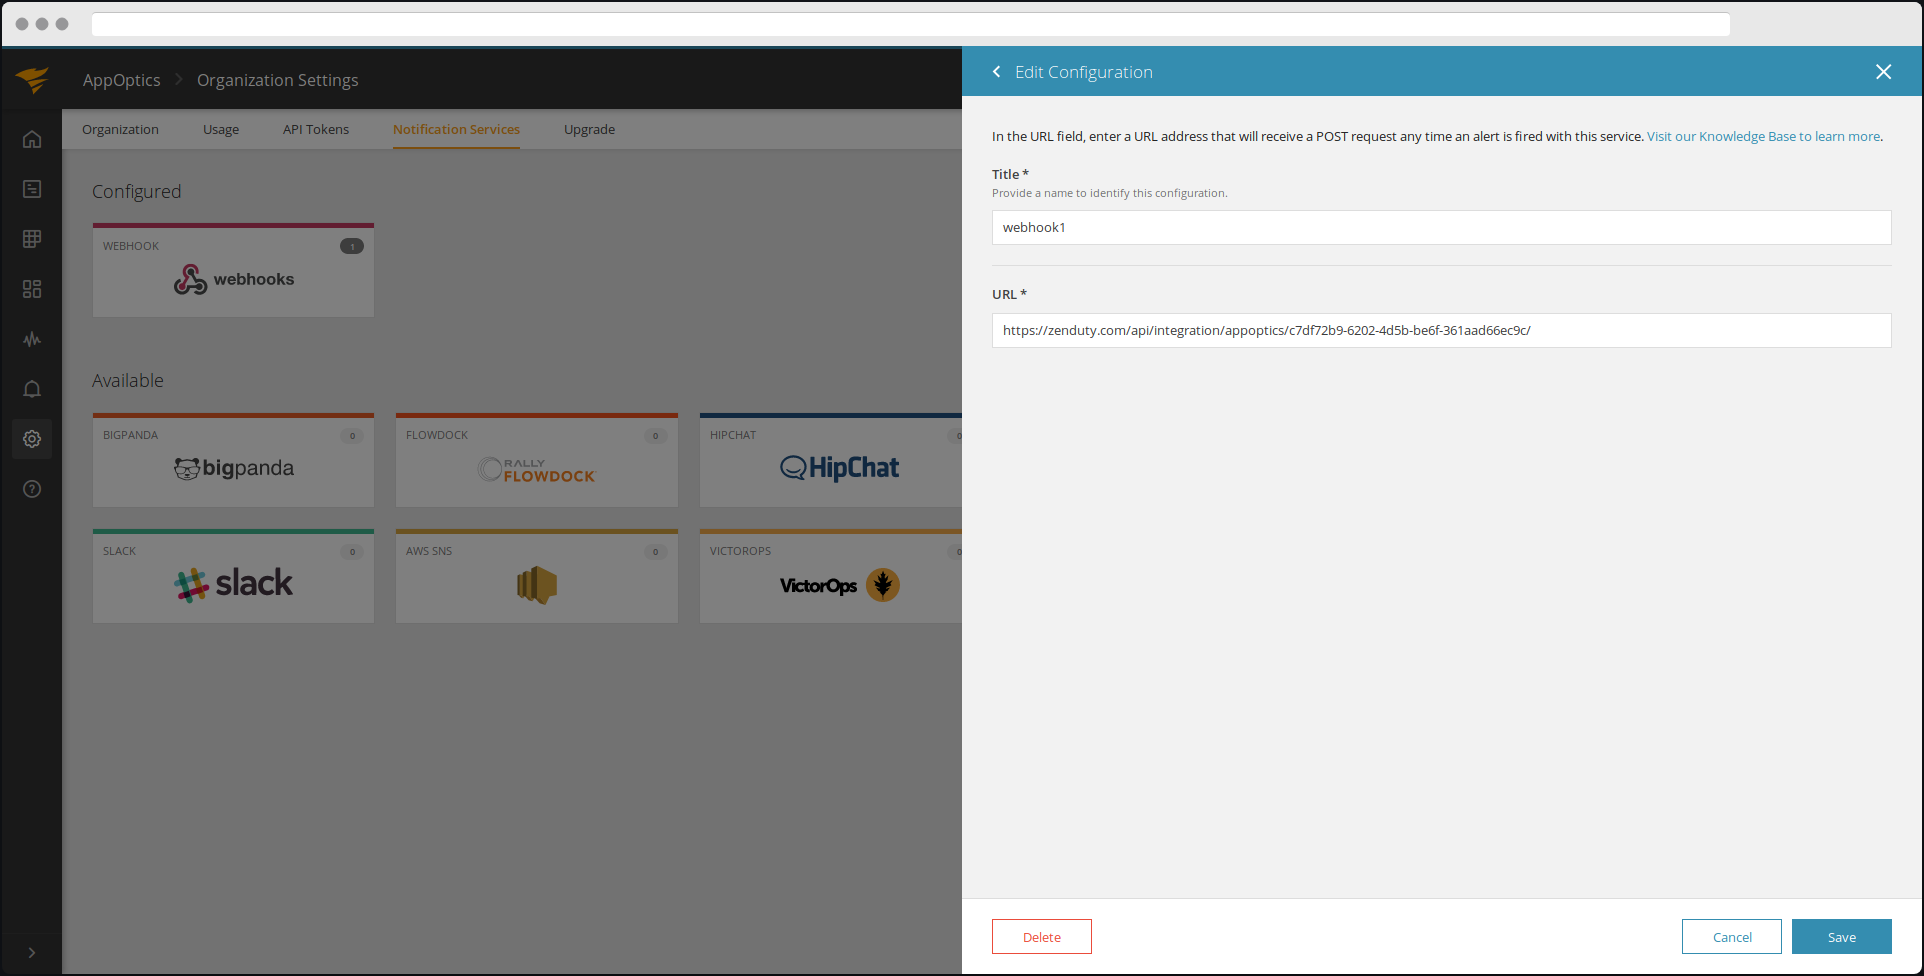 AppOptics > Organization Settings
Organization Usage API Tokens Notification Services Upgrade
Configured
WEBHOOK 1
webhooks
Available
BIGPANDA 0
bigpanda
FLOWDOCK 0
RALLY
FLOWDOCK
HIPCHAT 0
HipChat
SLACK 0
slack
AWS SNS 0
VICTOROPS 0
VictorOps
Edit Configuration
In the URL field, enter a URL address that will receive a POST request any time an alert is fired with this service. Visit our Knowledge Base to learn more.
Title *
Provide a name to identify this configuration.
webhook1
URL *
https://zenduty.com/api/integration/appoptics/c7df72b9-6202-4d5b-be6f-361aad66ec9c/
Delete Cancel Save